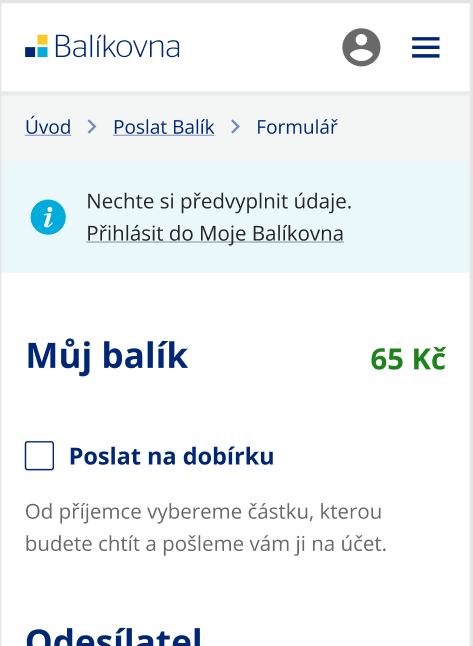 Balíkovna
Úvod > Poslat Balík > Formulář
Nechte si předvyplnit údaje.
Přihlásit do Moje Balíkovna
Můj balík
65 Kč
Poslat na dobírku
Od příjemce vybereme částku, kterou
budete chtít a pošleme vám ji na účet.
Odesílatel